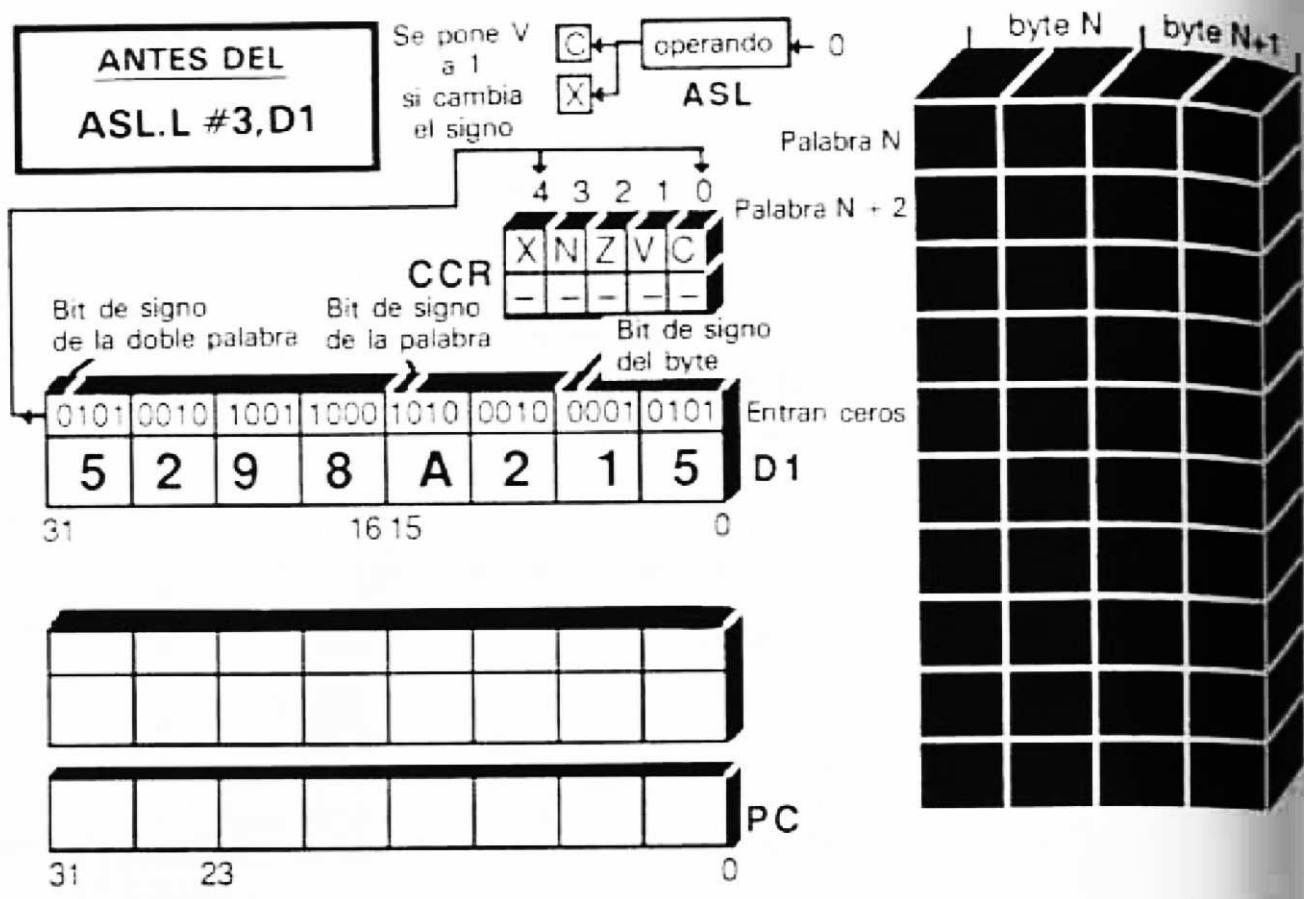 ANTES DEL
ASL.L #3,D1
Se pone V
a 1
si cambia
el signo
C
X
operando
0
ASL
byte N
byte N+1
Palabra N
Palabra N + 2
4 3 2 1 0
X N Z V C
CCR
– – – – –
Bit de signo
de la doble palabra
Bit de signo
de la palabra
Bit de signo
del byte
0101 0010 1001 1000 1010 0010 0001 0101
Entran ceros
5 2 9 8 A 2 1 5
D1
31 16 15 0
PC
31 23 0